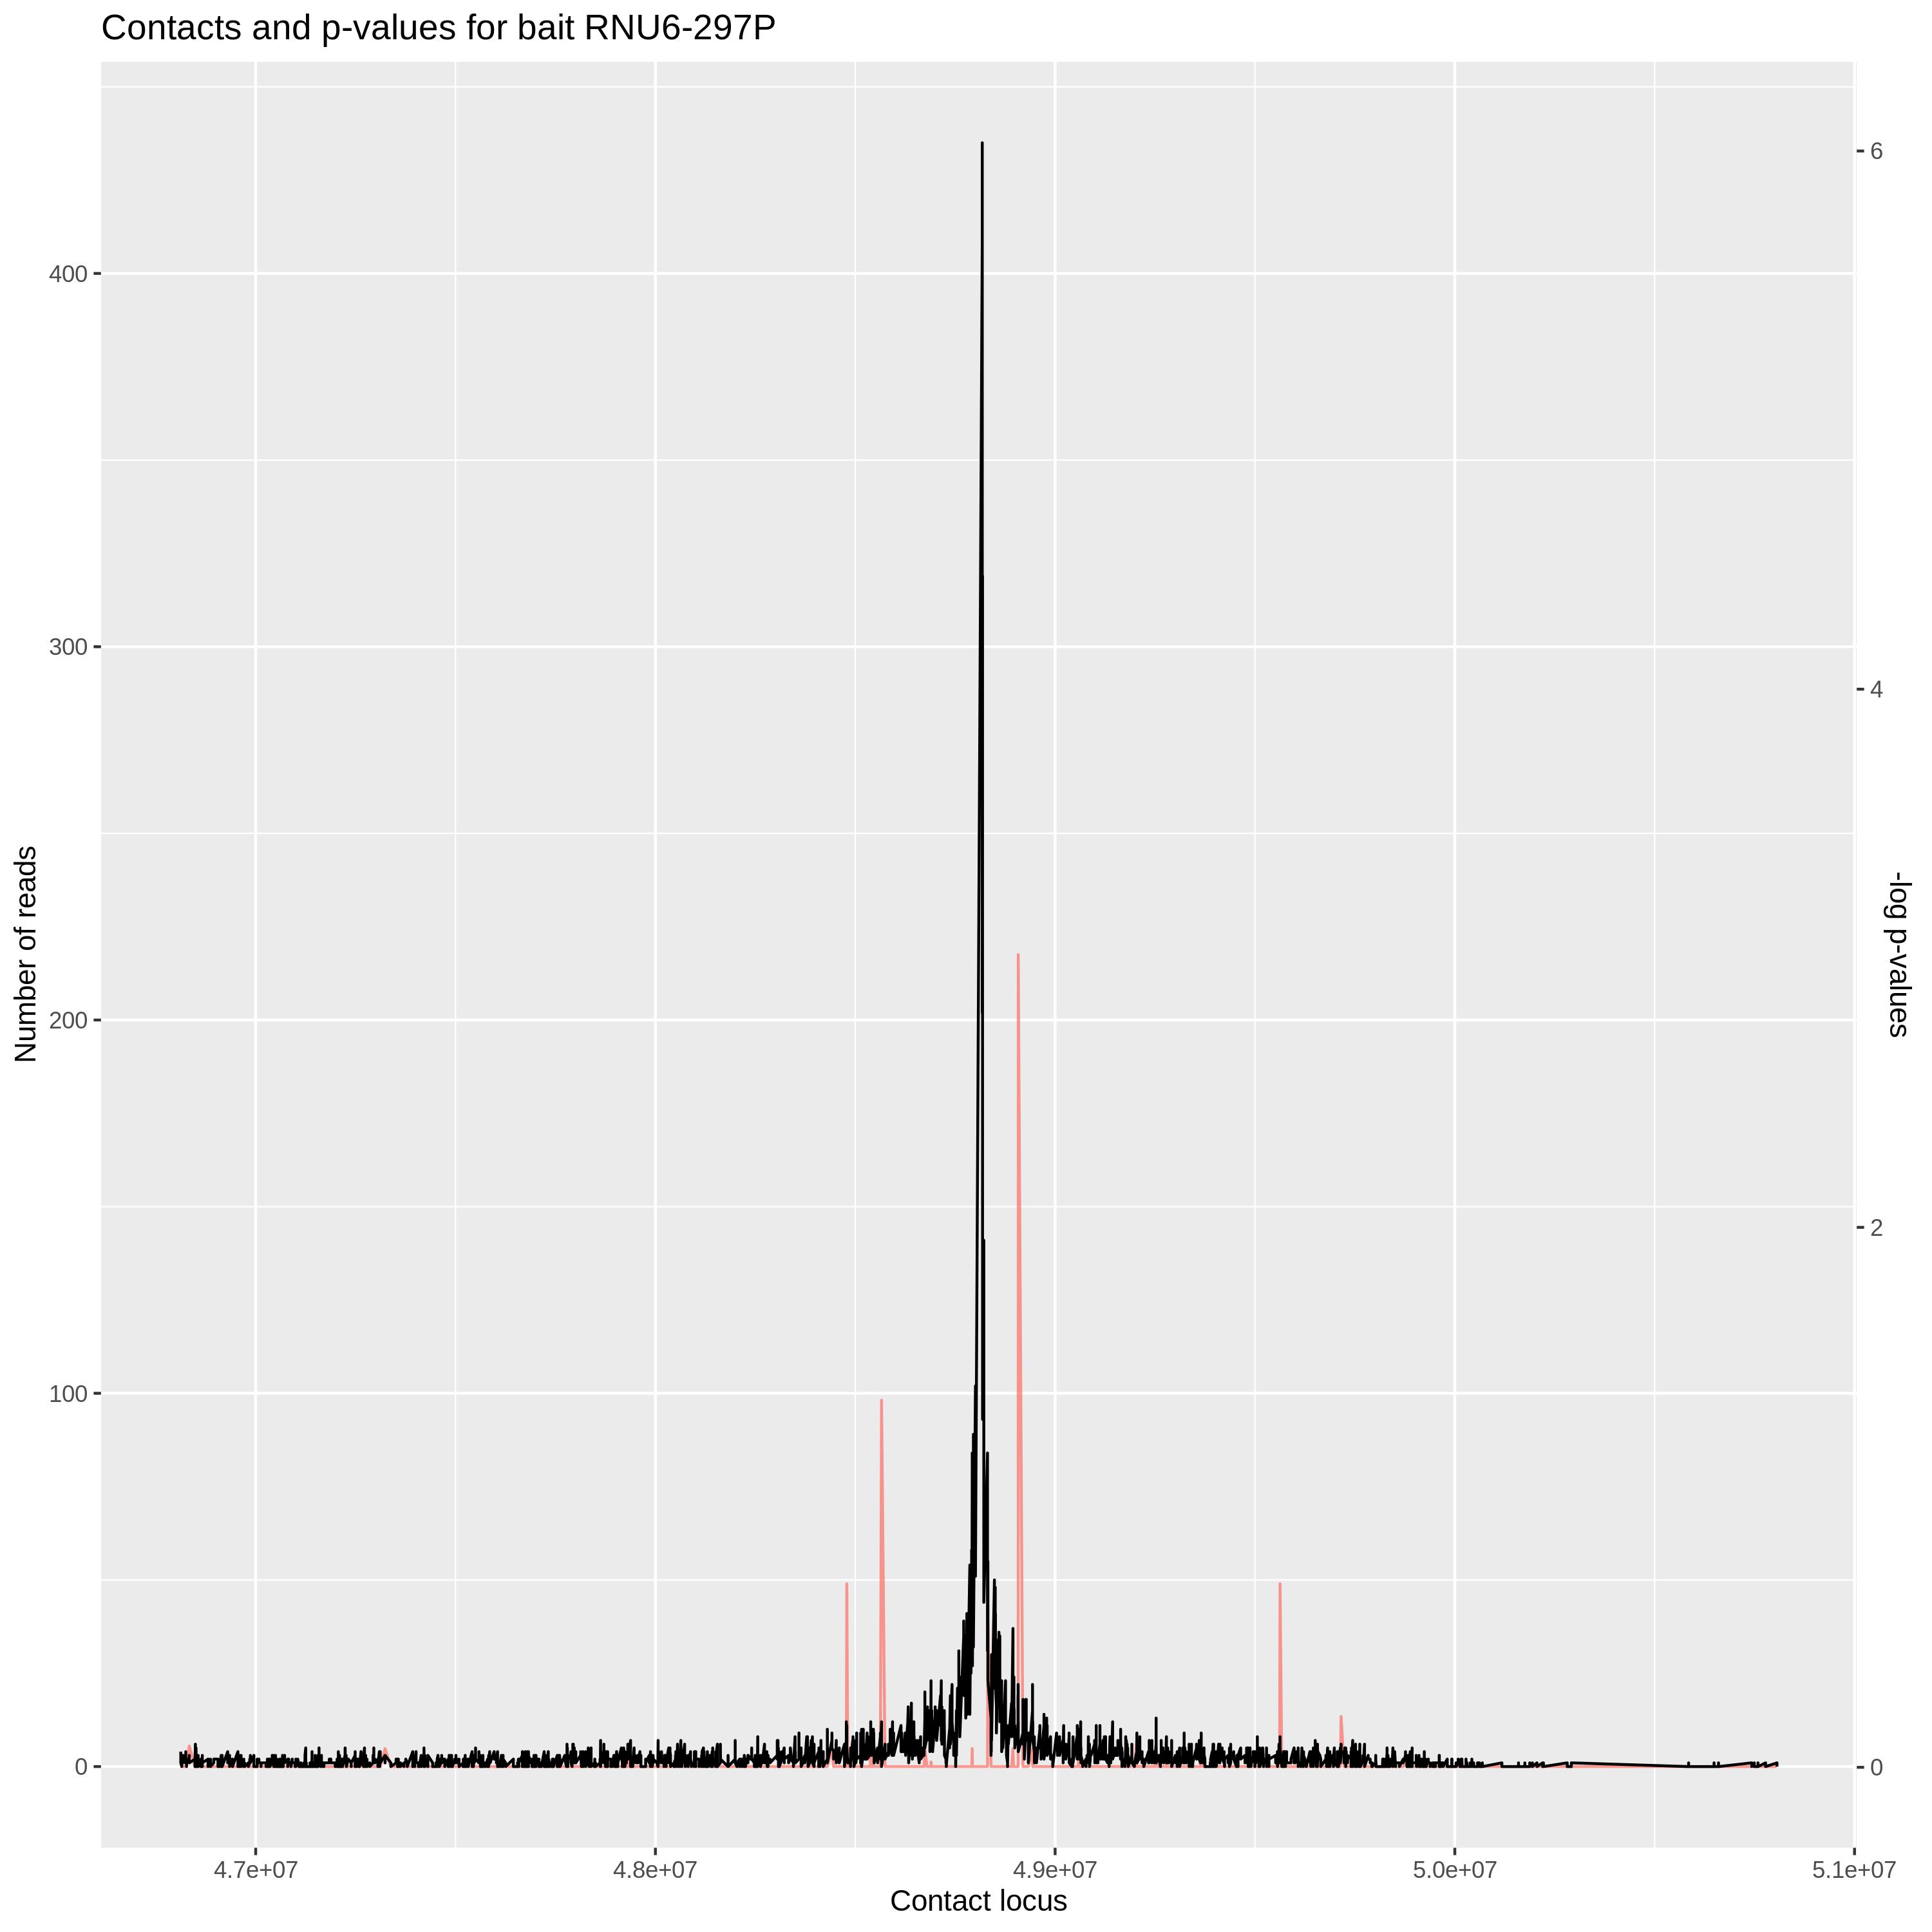 Contacts and p-values for bait RNU6-297P
400
300
200
100
0
Number of reads
6
4
2
0
-log p-values
4.7e+07
4.8e+07
4.9e+07
5.0e+07
5.1e+07
Contact locus